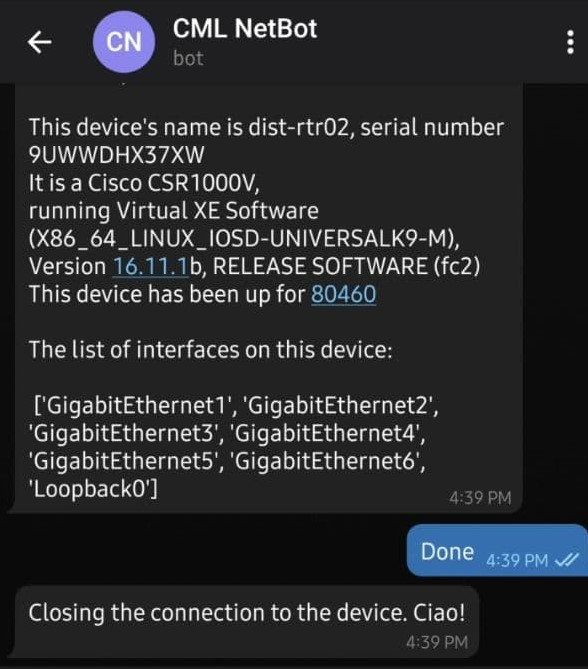 CN
CML NetBot
bot
This device's name is dist-rtr02, serial number
9UWWDHX37XW
It is a Cisco CSR1000V,
running Virtual XE Software
(X86_64_LINUX_IOSD-UNIVERSALK9-M),
Version 16.11.1b, RELEASE SOFTWARE (fc2)
This device has been up for 80460
The list of interfaces on this device:
['GigabitEthernet1', 'GigabitEthernet2',
'GigabitEthernet3', 'GigabitEthernet4',
'GigabitEthernet5', 'GigabitEthernet6',
'Loopback0']
4:39 PM
Done 4:39 PM
Closing the connection to the device. Ciao!
4:39 PM